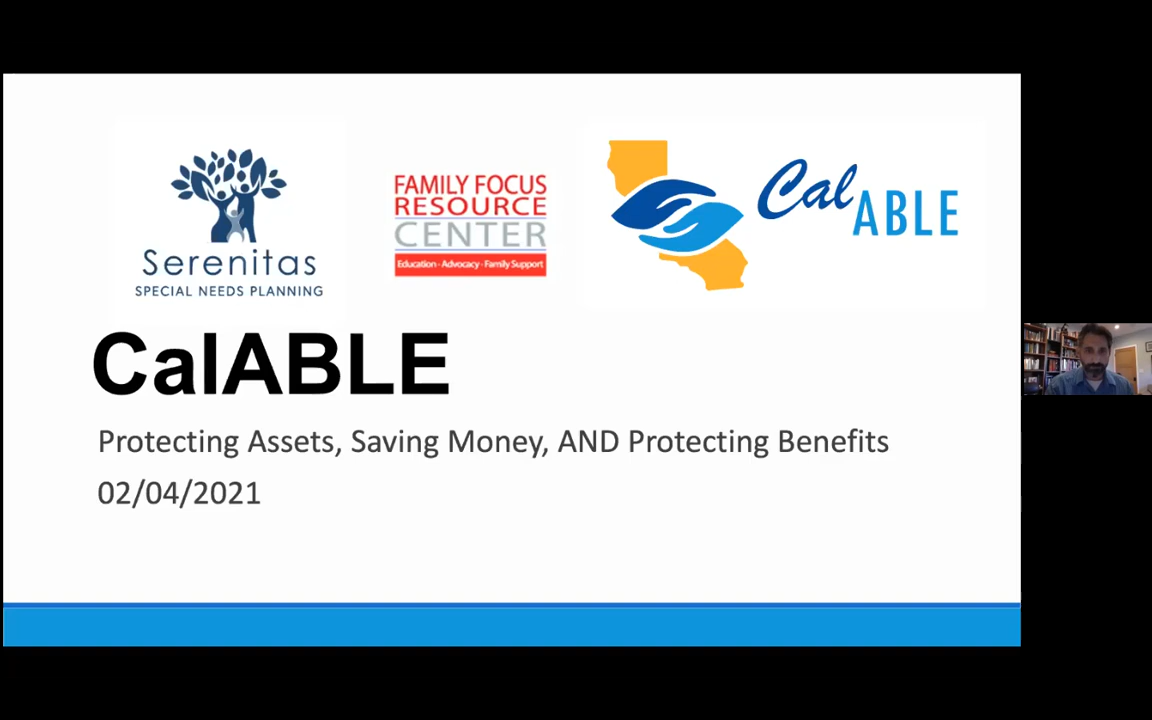 Serenitas
SPECIAL NEEDS PLANNING
FAMILY FOCUS
RESOURCE
CENTER
Education · Advocacy · Family Support
Cal ABLE
CalABLE
Protecting Assets, Saving Money, AND Protecting Benefits
02/04/2021